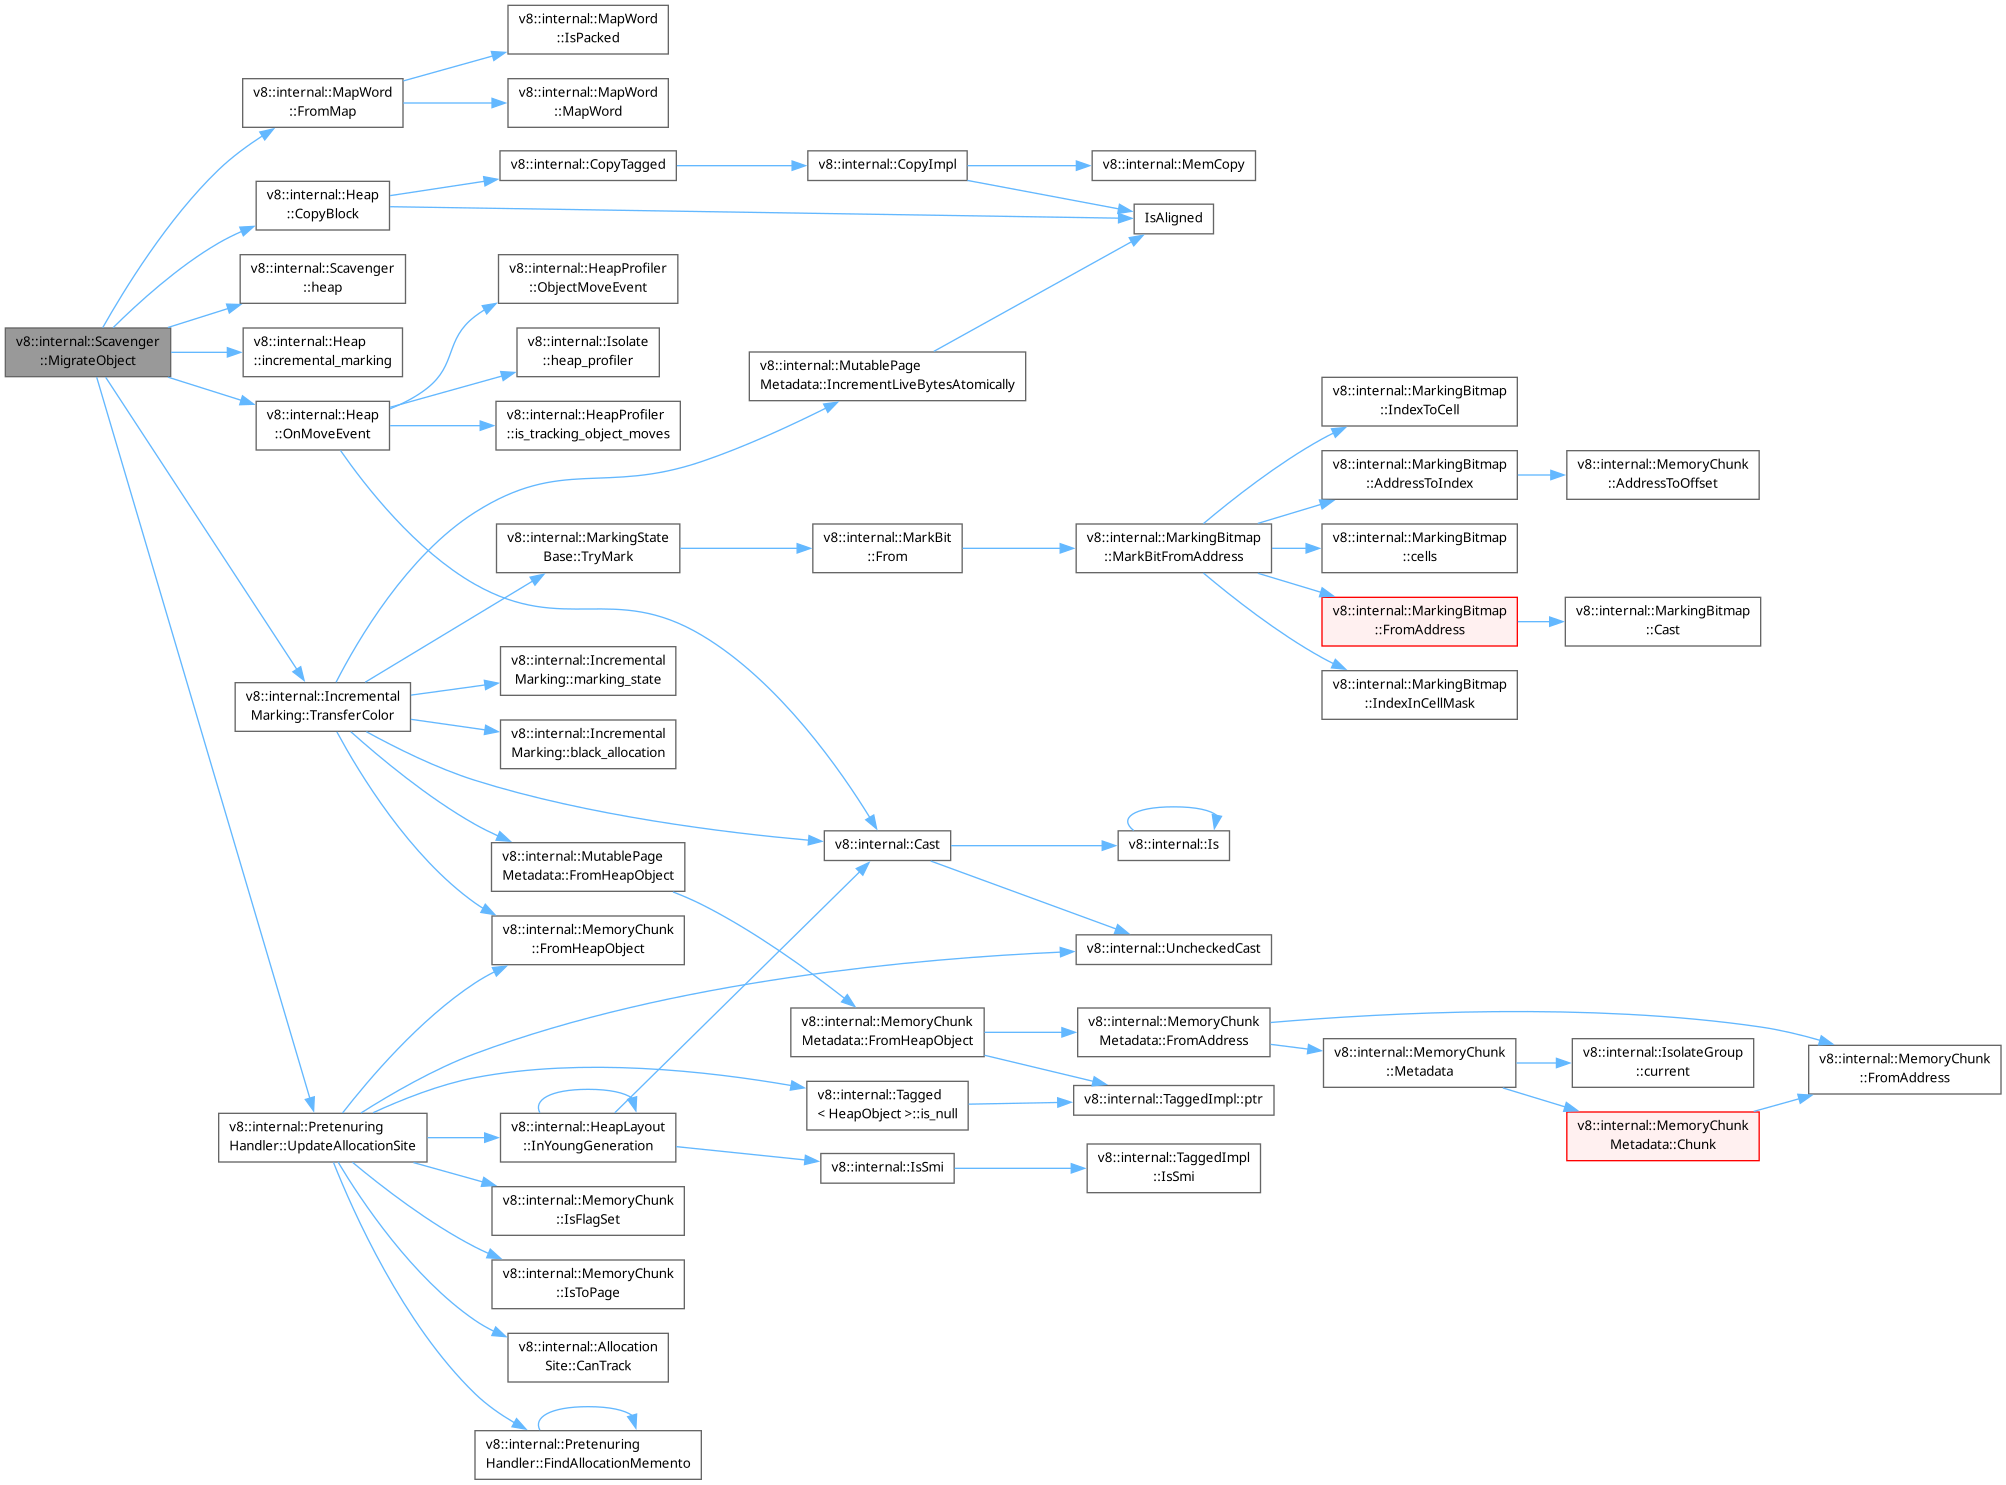 v8::internal::MapWord
::IsPacked
v8::internal::MapWord
::FromMap
v8::internal::MapWord
::MapWord
v8::internal::CopyTagged
v8::internal::CopyImpl
v8::internal::MemCopy
v8::internal::Heap
::CopyBlock
IsAligned
v8::internal::Scavenger
::heap
v8::internal::HeapProfiler
::ObjectMoveEvent
v8::internal::Scavenger
::MigrateObject
v8::internal::Heap
::incremental_marking
v8::internal::Isolate
::heap_profiler
v8::internal::MutablePage
Metadata::IncrementLiveBytesAtomically
v8::internal::Heap
::OnMoveEvent
v8::internal::HeapProfiler
::is_tracking_object_moves
v8::internal::MarkingBitmap
::IndexToCell
v8::internal::MarkingBitmap
::AddressToIndex
v8::internal::MemoryChunk
::AddressToOffset
v8::internal::MarkingState
Base::TryMark
v8::internal::MarkBit
::From
v8::internal::MarkingBitmap
::MarkBitFromAddress
v8::internal::MarkingBitmap
::cells
v8::internal::MarkingBitmap
::FromAddress
v8::internal::MarkingBitmap
::Cast
v8::internal::Incremental
Marking::marking_state
v8::internal::Incremental
Marking::TransferColor
v8::internal::MarkingBitmap
::IndexInCellMask
v8::internal::Incremental
Marking::black_allocation
v8::internal::Cast
v8::internal::Is
v8::internal::MutablePage
Metadata::FromHeapObject
v8::internal::MemoryChunk
::FromHeapObject
v8::internal::UncheckedCast
v8::internal::MemoryChunk
Metadata::FromHeapObject
v8::internal::MemoryChunk
Metadata::FromAddress
v8::internal::MemoryChunk
::Metadata
v8::internal::IsolateGroup
::current
v8::internal::MemoryChunk
::FromAddress
v8::internal::Tagged
< HeapObject >::is_null
v8::internal::TaggedImpl::ptr
v8::internal::Pretenuring
Handler::UpdateAllocationSite
v8::internal::HeapLayout
::InYoungGeneration
v8::internal::MemoryChunk
Metadata::Chunk
v8::internal::IsSmi
v8::internal::TaggedImpl
::IsSmi
v8::internal::MemoryChunk
::IsFlagSet
v8::internal::MemoryChunk
::IsToPage
v8::internal::Allocation
Site::CanTrack
v8::internal::Pretenuring
Handler::FindAllocationMemento